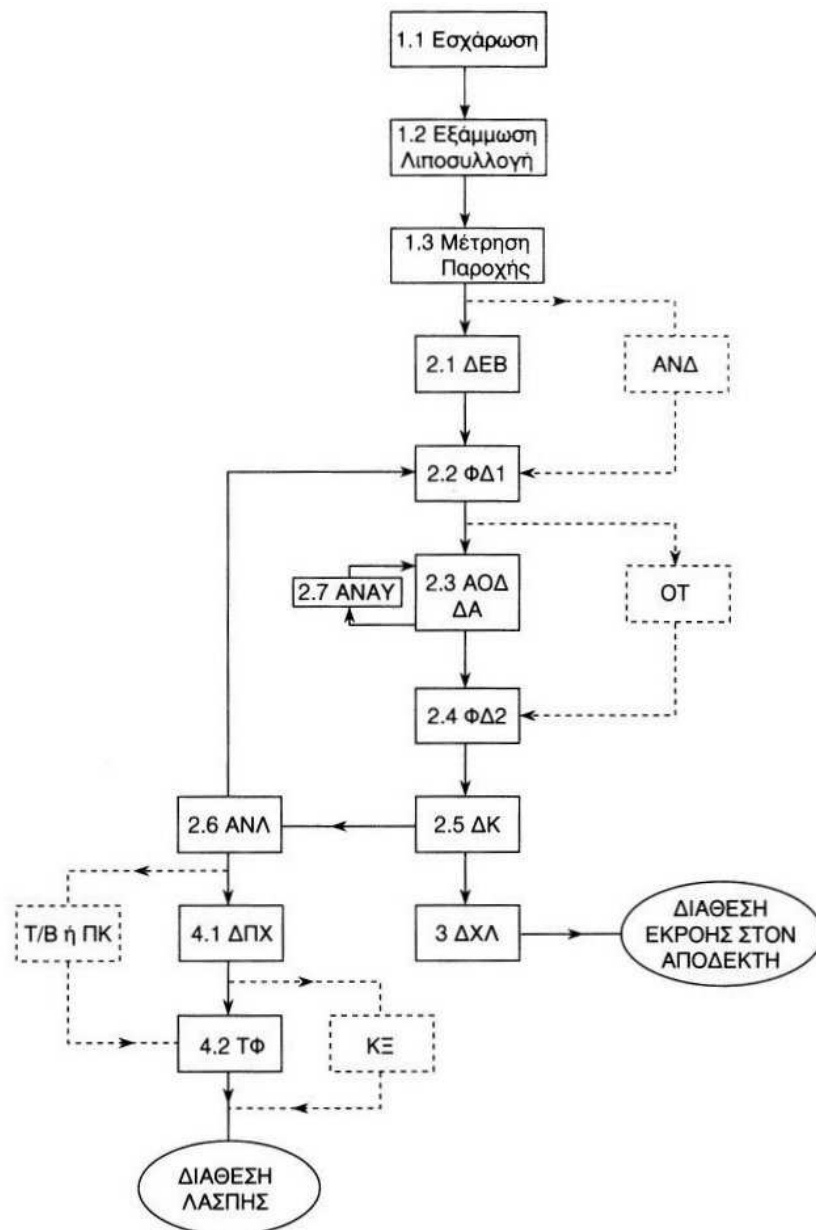 1.1 Εσχάρωση
1.2 Εξάμμωση
Λιποσυλλογή
1.3 Μέτρηση
Παροχής
2.1 ΔΕΒ
ΑΝΔ
2.2 ΦΔ1
2.7 ΑΝΑΥ
2.3 ΑΟΔ
ΔΑ
ΟΤ
2.4 ΦΔ2
2.6 ΑΝΛ
2.5 ΔΚ
Τ/Β ή ΠΚ
4.1 ΔΠΧ
3 ΔΧΛ
ΔΙΑΘΕΣΗ
ΕΚΡΟΗΣ ΣΤΟΝ
ΑΠΟΔΕΚΤΗ
4.2 ΤΦ
ΚΞ
ΔΙΑΘΕΣΗ
ΛΑΣΠΗΣ